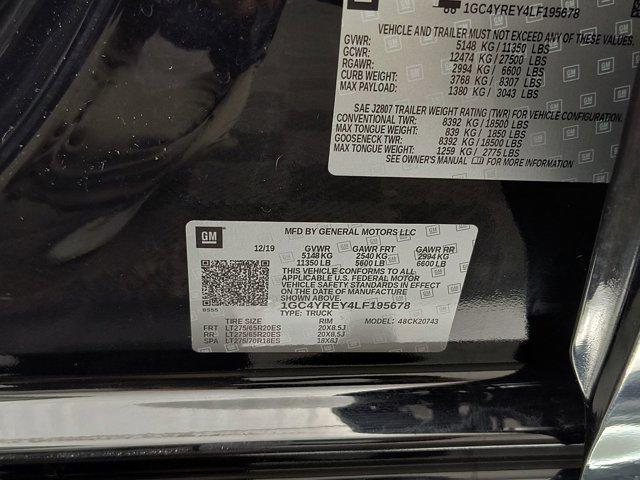 1GC4YREY4LF195678
VEHICLE AND TRAILER MUST NOT EXCEED ANY OF THESE VALUES.
GVWR: 5148 KG / 11350 LBS
GCWR: 12474 KG / 27500 LBS
RGAWR: 2994 KG / 6600 LBS
CURB WEIGHT: 3768 KG / 8307 LBS
MAX PAYLOAD: 1380 KG / 3043 LBS
SAE J2807 TRAILER WEIGHT RATING (TWR) FOR VEHICLE CONFIGURATION.
CONVENTIONAL TWR: 8392 KG / 18500 LBS
MAX TONGUE WEIGHT: 839 KG / 1850 LBS
GOOSENECK TWR: 8392 KG / 18500 LBS
MAX TONGUE WEIGHT: 1259 KG / 2775 LBS
SEE OWNER'S MANUAL FOR MORE INFORMATION
GM
MFD BY GENERAL MOTORS LLC
12/19 GVWR GAWR FRT GAWR RR
5148 KG 2540 KG 2994 KG
11350 LB 5600 LB 6600 LB
THIS VEHICLE CONFORMS TO ALL
APPLICABLE U.S. FEDERAL MOTOR
VEHICLE SAFETY STANDARDS IN EFFECT
ON THE DATE OF MANUFACTURE
SHOWN ABOVE.
1GC4YREY4LF195678
TYPE: TRUCK
TIRE SIZE RIM MODEL: 48CK20743
FRT LT275/65R20ES 20X8.5J
RR LT275/65R20ES 20X8.5J
SPA LT275/70R18ES 18X8J